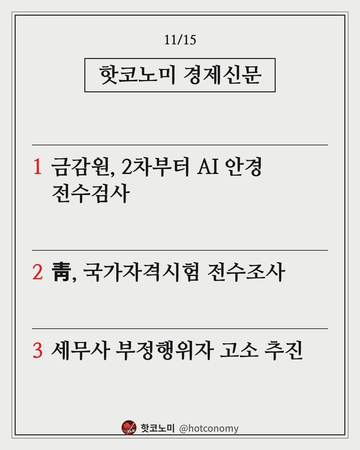 11/15
핫코노미 경제신문
1 금감원, 2차부터 AI 안경
전수검사
2 靑, 국가자격시험 전수조사
3 세무사 부정행위자 고소 추진
핫코노미 @hotconomy